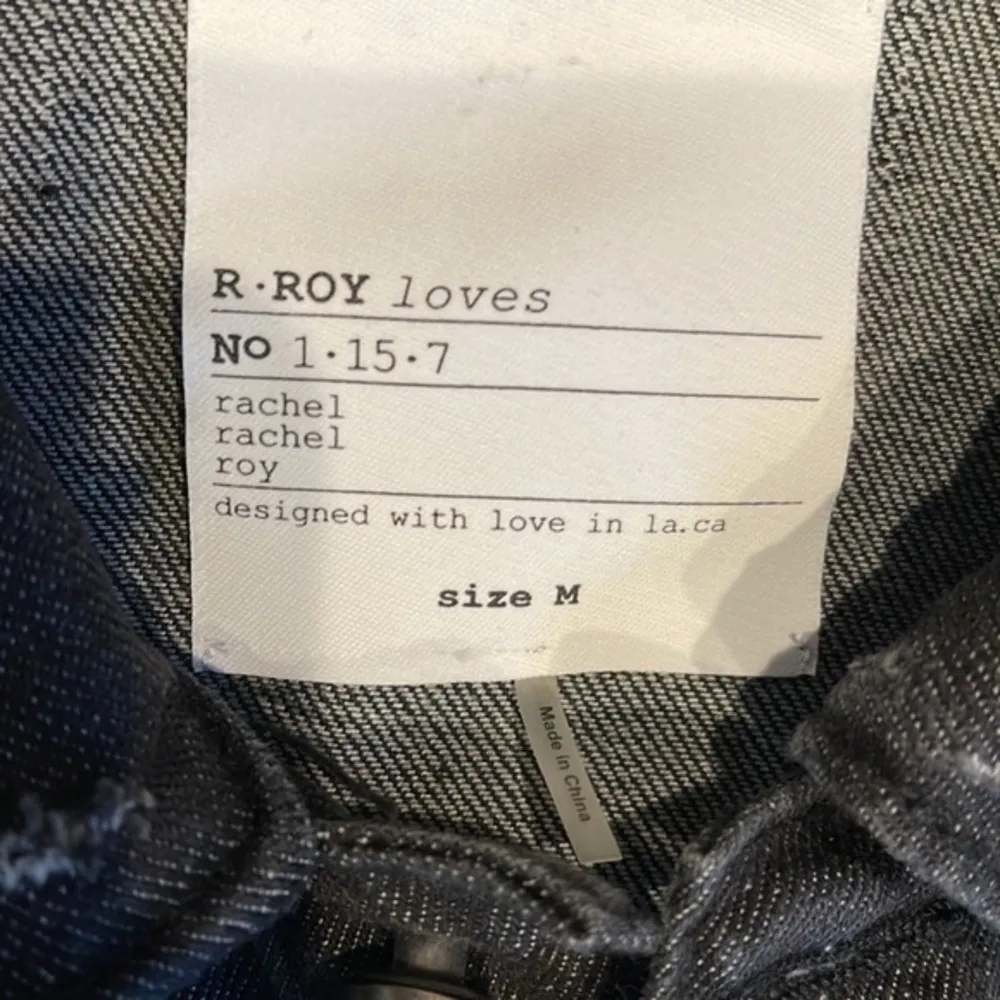 R·ROY loves
No 1·15·7
rachel
rachel
roy
designed with love in la.ca
size M
Made in China